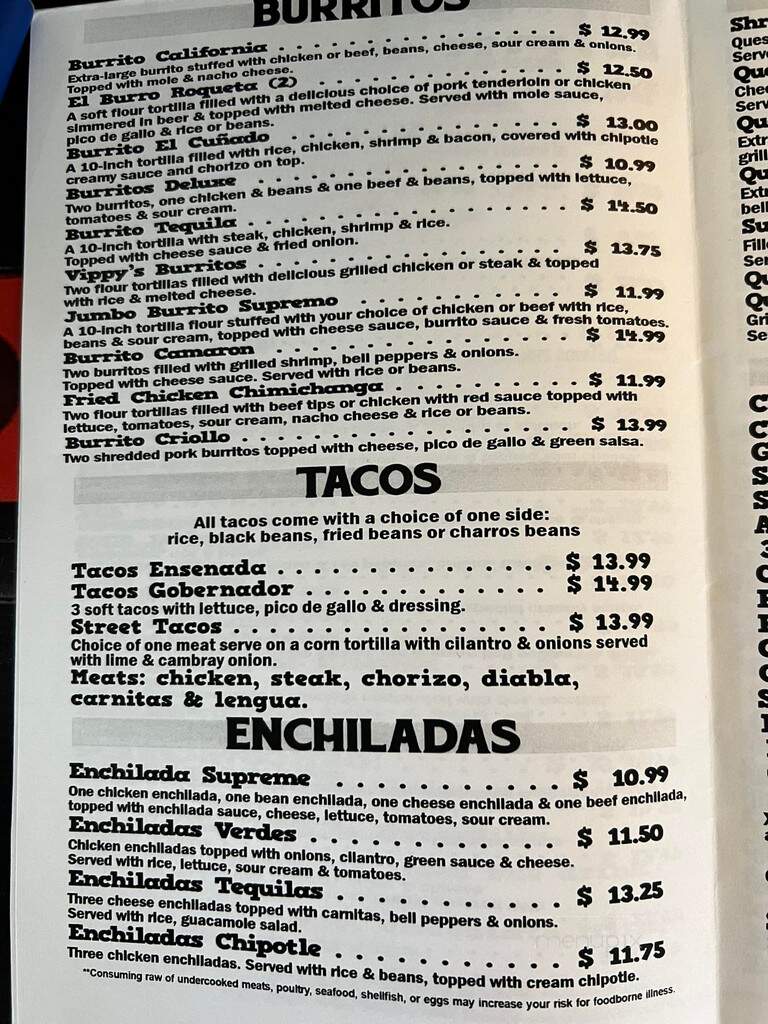 BURRITOS
Burrito California . . . . . . . . . . . . . . . . $ 12.99
Extra-large burrito stuffed with chicken or beef, beans, cheese, sour cream & onions.
Topped with mole & nacho cheese.
El Burro Roqueta (2) . . . . . . . . . . . . . . $ 12.50
A soft flour tortilla filled with a delicious choice of pork tenderloin or chicken
simmered in beer & topped with melted cheese. Served with mole sauce,
pico de gallo & rice or beans.
Burrito El Cuñado . . . . . . . . . . . . . . . $ 13.00
A 10-inch tortilla filled with rice, chicken, shrimp & bacon, covered with chipotle
creamy sauce and chorizo on top.
Burritos Deluxe . . . . . . . . . . . . . . . . $ 10.99
Two burritos, one chicken & beans & one beef & beans, topped with lettuce,
tomatoes & sour cream.
Burrito Tequila . . . . . . . . . . . . . . . . $ 14.50
A 10-inch tortilla with steak, chicken, shrimp & rice.
Topped with cheese sauce & fried onion.
Vippy's Burritos . . . . . . . . . . . . . . . $ 13.75
Two flour tortillas filled with delicious grilled chicken or steak & topped
with rice & melted cheese.
Jumbo Burrito Supremo . . . . . . . . . . . $ 11.99
A 10-inch tortilla flour stuffed with your choice of chicken or beef with rice,
beans & sour cream, topped with cheese sauce, burrito sauce & fresh tomatoes.
Burrito Camaron . . . . . . . . . . . . . . . $ 14.99
Two burritos filled with grilled shrimp, bell peppers & onions.
Topped with cheese sauce. Served with rice or beans.
Fried Chicken Chimichanga . . . . . . . . . $ 11.99
Two flour tortillas filled with beef tips or chicken with red sauce topped with
lettuce, tomatoes, sour cream, nacho cheese & rice or beans.
Burrito Criollo . . . . . . . . . . . . . . . . $ 13.99
Two shredded pork burritos topped with cheese, pico de gallo & green salsa.
TACOS
All tacos come with a choice of one side:
rice, black beans, fried beans or charros beans
Tacos Ensenada . . . . . . . . . . . . . . . $ 13.99
Tacos Gobernador . . . . . . . . . . . . . $ 14.99
3 soft tacos with lettuce, pico de gallo & dressing.
Street Tacos . . . . . . . . . . . . . . . . . $ 13.99
Choice of one meat serve on a corn tortilla with cilantro & onions served
with lime & cambray onion.
Meats: chicken, steak, chorizo, diabla,
carnitas & lengua.
ENCHILADAS
Enchilada Supreme . . . . . . . . . . . $ 10.99
One chicken enchilada, one bean enchilada, one cheese enchilada & one beef enchilada,
topped with enchilada sauce, cheese, lettuce, tomatoes, sour cream.
Enchiladas Verdes . . . . . . . . . . . . $ 11.50
Chicken enchiladas topped with onions, cilantro, green sauce & cheese.
Served with rice, lettuce, sour cream & tomatoes.
Enchiladas Tequilas . . . . . . . . . . . $ 13.25
Three cheese enchiladas topped with carnitas, bell peppers & onions.
Served with rice, guacamole salad.
Enchiladas Chipotle . . . . . . . . . . . $ 11.75
Three chicken enchiladas. Served with rice & beans, topped with cream chipotle.
**Consuming raw of undercooked meats, poultry, seafood, shellfish, or eggs may increase your risk for foodborne illness.